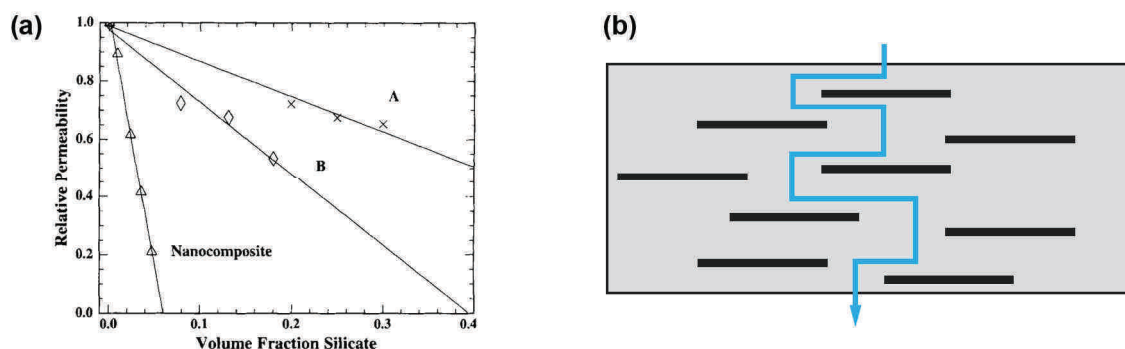 (a)
Relative Permeability
1.0
0.8
0.6
0.4
0.2
0.0
A
B
Nanocomposite
0.0 0.1 0.2 0.3 0.4
Volume Fraction Silicate
(b)